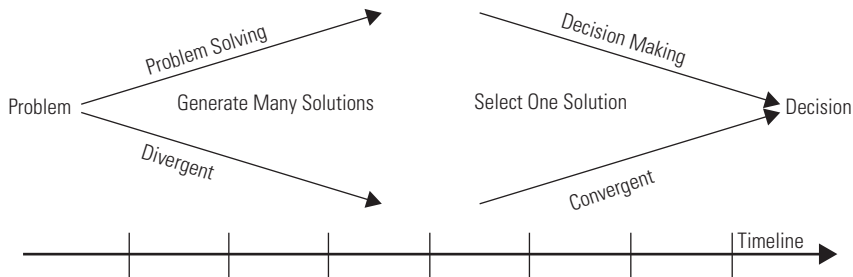 Problem Solving
Decision Making
Problem
Generate Many Solutions
Select One Solution
Decision
Divergent
Convergent
Timeline